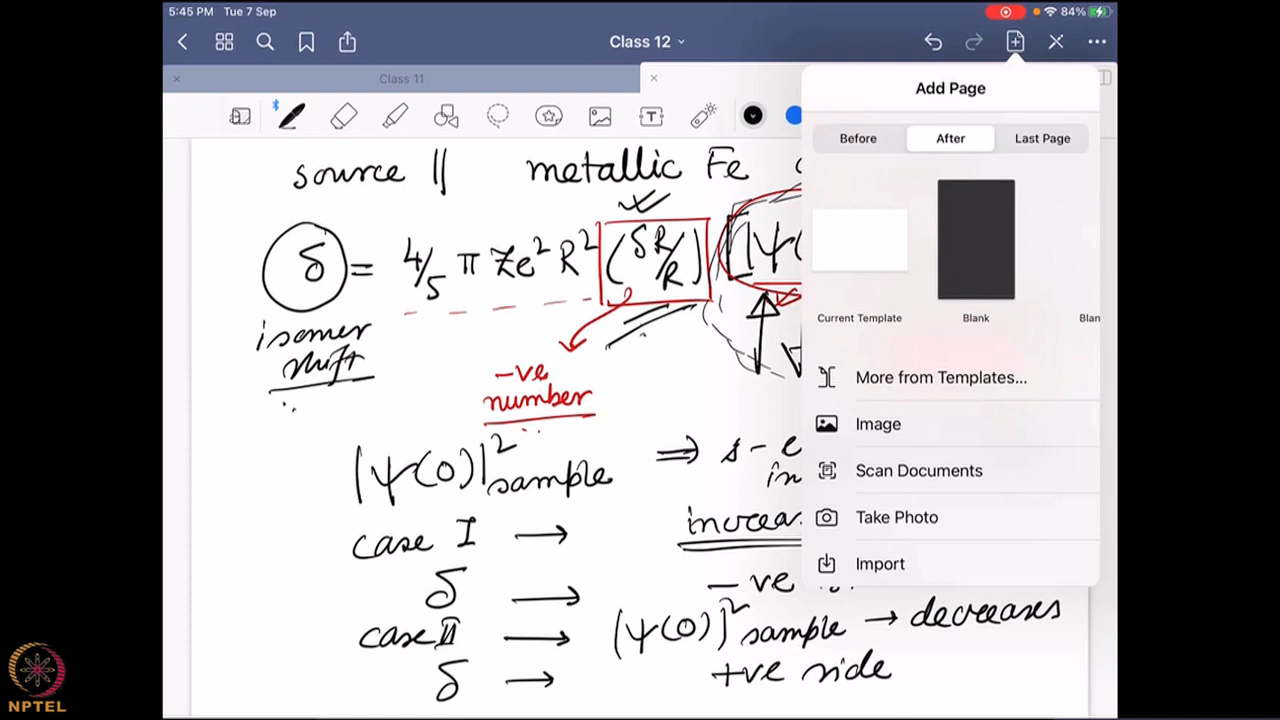 5:45 PM Tue 7 Sep
84%
Class 12
Class 11
Add Page
Before After Last Page
Current Template Blank Blan
More from Templates...
Image
Scan Documents
Take Photo
Import
source || metallic Fe
δ = 4/5 π Ze² R² (δR/R) [|ψ(
isomer
shift
-ve
number
|ψ(0)|² sample ⇒ s-e
in
case I → increas
δ → -ve
case II → |ψ(0)|² sample → decreases
δ → +ve side
NPTEL